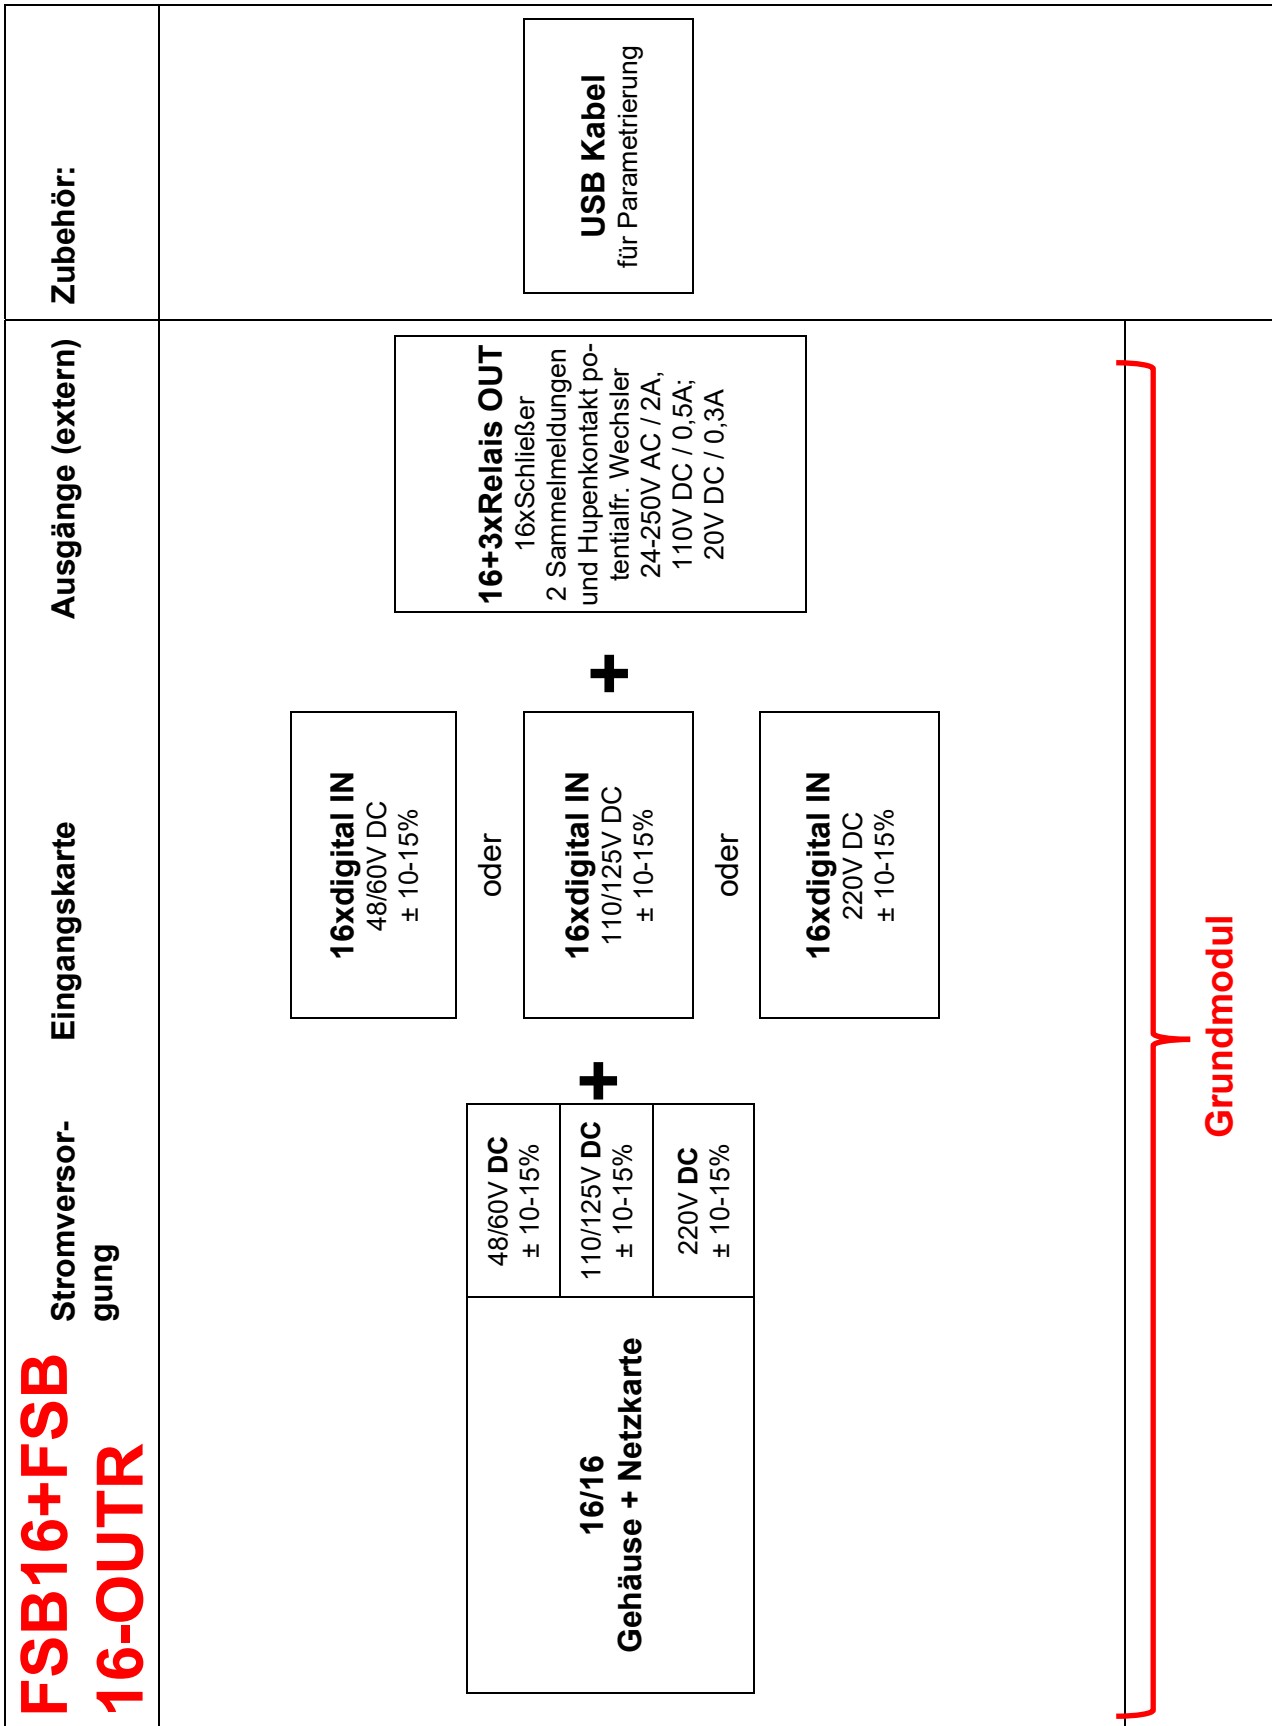 FSB16+FSB
16-OUTR
Stromversor-
gung
Eingangskarte
Ausgänge (extern)
Zubehör:
16/16
Gehäuse + Netzkarte
48/60V DC
± 10-15%
110/125V DC
± 10-15%
220V DC
± 10-15%
+
16xdigital IN
48/60V DC
± 10-15%
oder
16xdigital IN
110/125V DC
± 10-15%
oder
16xdigital IN
220V DC
± 10-15%
+
16+3xRelais OUT
16xSchließer
2 Sammelmeldungen
und Hupenkontakt po-
tentialfr. Wechsler
24-250V AC / 2A,
110V DC / 0,5A;
20V DC / 0,3A
USB Kabel
für Parametrierung
Grundmodul